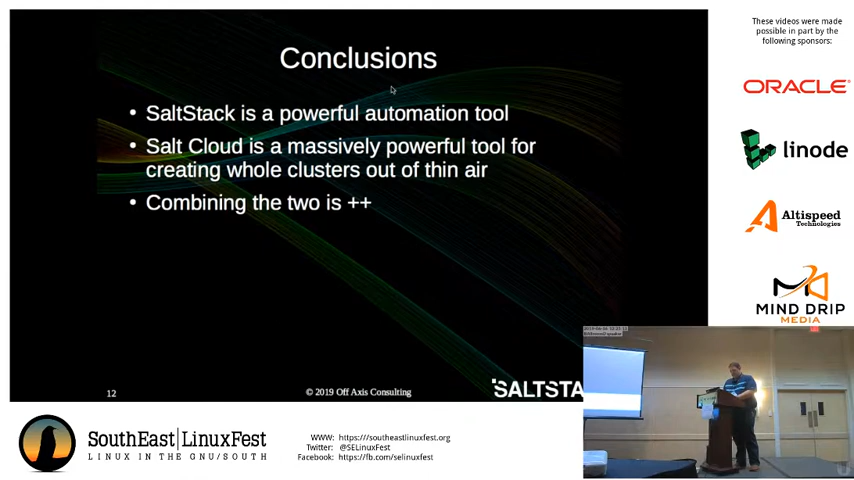 Conclusions
• SaltStack is a powerful automation tool
• Salt Cloud is a massively powerful tool for
creating whole clusters out of thin air
• Combining the two is ++
12
© 2019 Off Axis Consulting
SALTSTA
These videos were made
possible in part by the
following sponsors:
ORACLE
linode
Altispeed
Technologies
MIND DRIP
MEDIA
SouthEast|LinuxFest
LINUX IN THE GNU/SOUTH
WWW: https://southeastlinuxfest.org
Twitter: @SELinuxFest
Facebook: https://fb.com/selinuxfest